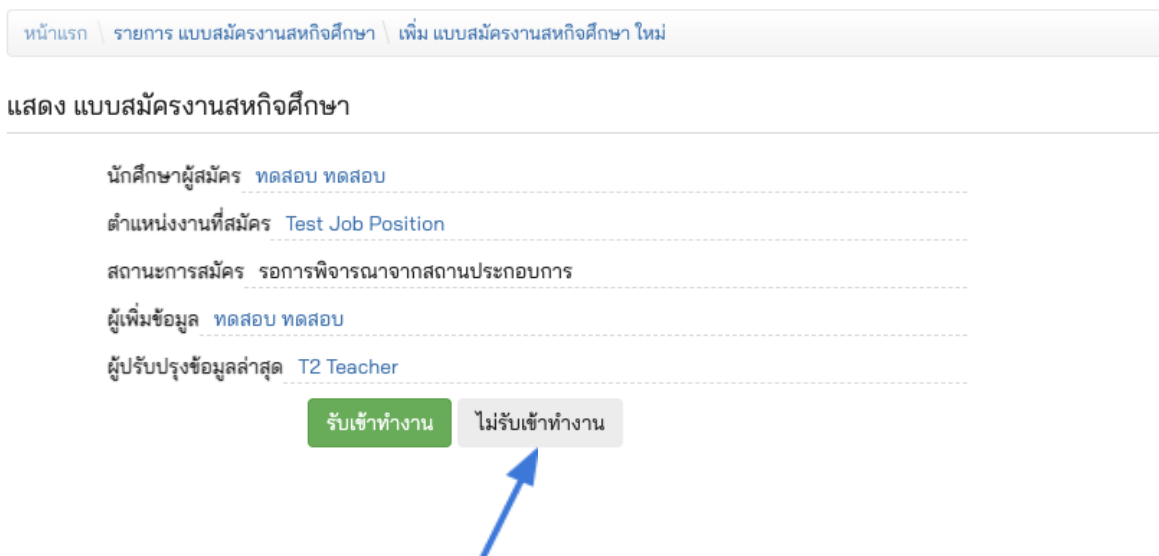 หน้าแรก \ รายการ แบบสมัครงานสหกิจศึกษา \ เพิ่ม แบบสมัครงานสหกิจศึกษา ใหม่
แสดง แบบสมัครงานสหกิจศึกษา
นักศึกษาผู้สมัคร ทดสอบ ทดสอบ
ตำแหน่งงานที่สมัคร Test Job Position
สถานะการสมัคร รอการพิจารณาจากสถานประกอบการ
ผู้เพิ่มข้อมูล ทดสอบ ทดสอบ
ผู้ปรับปรุงข้อมูลล่าสุด T2 Teacher
รับเข้าทำงาน ไม่รับเข้าทำงาน